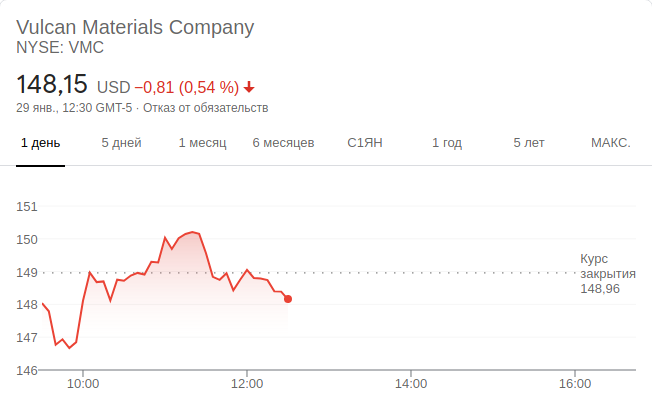 Vulcan Materials Company
NYSE: VMC
148,15 USD −0,81 (0,54 %)
29 янв., 12:30 GMT-5 · Отказ от обязательств
1 день 5 дней 1 месяц 6 месяцев С1ЯН 1 год 5 лет МАКС.
151
150
149
148
147
146
Курс
закрытия
148,96
10:00 12:00 14:00 16:00